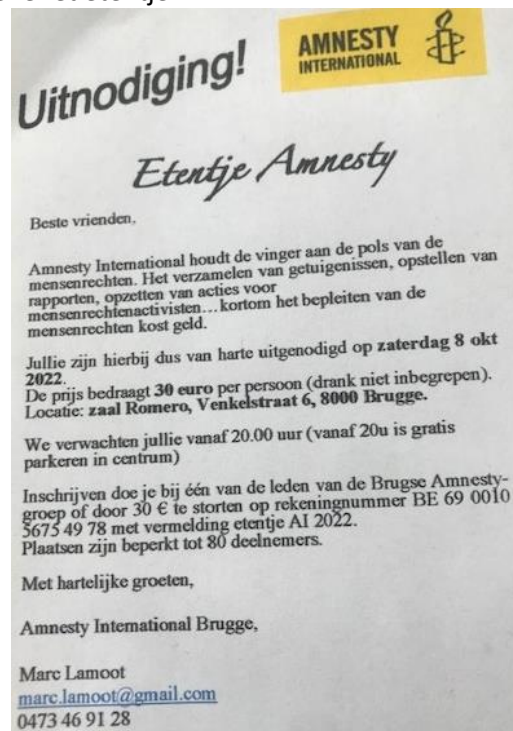 Uitnodiging!
AMNESTY
INTERNATIONAL
Etentje Amnesty
Beste vrienden,
Amnesty International houdt de vinger aan de pols van de
mensenrechten. Het verzamelen van getuigenissen, opstellen van
rapporten, opzetten van acties voor
mensenrechtenactivisten…kortom het bepleiten van de
mensenrechten kost geld.
Jullie zijn hierbij dus van harte uitgenodigd op zaterdag 8 okt
2022.
De prijs bedraagt 30 euro per persoon (drank niet inbegrepen).
Locatie: zaal Romero, Venkelstraat 6, 8000 Brugge.
We verwachten jullie vanaf 20.00 uur (vanaf 20u is gratis
parkeren in centrum)
Inschrijven doe je bij één van de leden van de Brugse Amnesty-
groep of door 30 € te storten op rekeningnummer BE 69 0010
5675 49 78 met vermelding etentje AI 2022.
Plaatsen zijn beperkt tot 80 deelnemers.
Met hartelijke groeten,
Amnesty International Brugge,
Marc Lamoot
marc.lamoot@gmail.com
0473 46 91 28